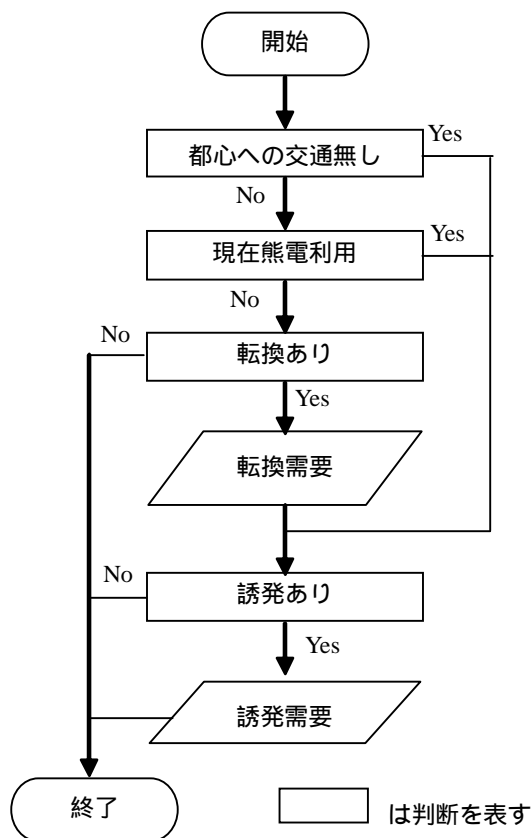 開始
Yes
都心への交通無し
No
Yes
現在熊電利用
No
No
転換あり
Yes
転換需要
No
誘発あり
Yes
誘発需要
終了
は判断を表す